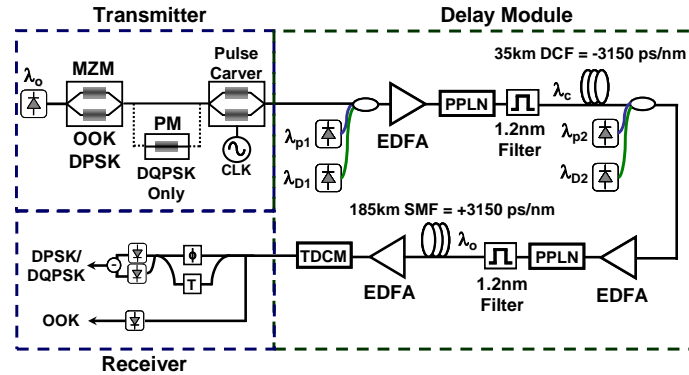 Transmitter
Delay Module
λo
MZM
OOK
DPSK
PM
DQPSK
Only
Pulse
Carver
CLK
λp1
λD1
EDFA
PPLN
1.2nm
Filter
35km DCF = -3150 ps/nm
λc
λp2
λD2
DPSK/
DQPSK
-
ϕ
T
OOK
TDCM
EDFA
185km SMF = +3150 ps/nm
λo
1.2nm
Filter
PPLN
EDFA
Receiver